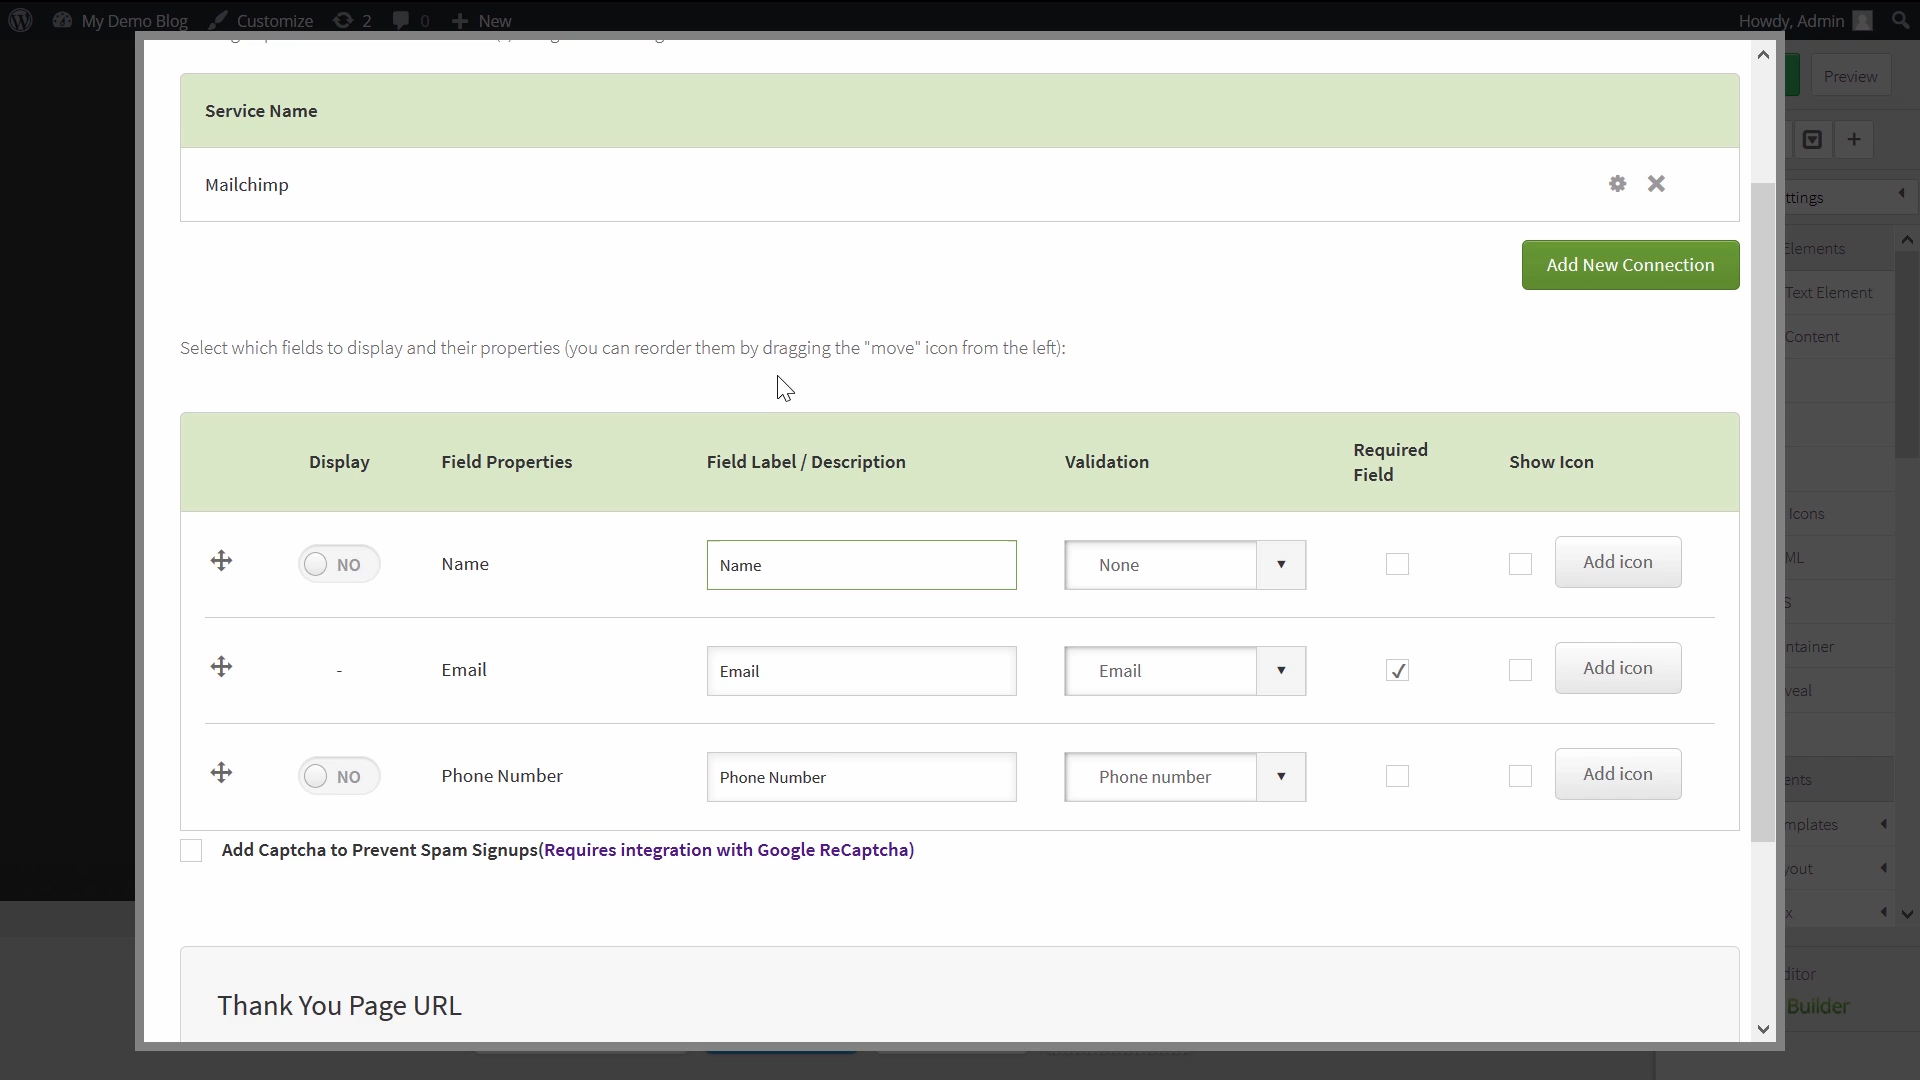 My Demo Blog Customize 2 0 New Howdy, Admin
Preview
Service Name
Mailchimp
ttings
Elements
Add New Connection
Text Element
Content
Select which fields to display and their properties (you can reorder them by dragging the "move" icon from the left):
Display Field Properties Field Label / Description Validation Required Field Show Icon
Icons
NO Name Name None Add icon
ML
S
ntainer
- Email Email Email Add icon
veal
NO Phone Number Phone Number Phone number Add icon
ents
mplates
Add Captcha to Prevent Spam Signups(Requires integration with Google ReCaptcha)
yout
x
ditor
Thank You Page URL
Builder